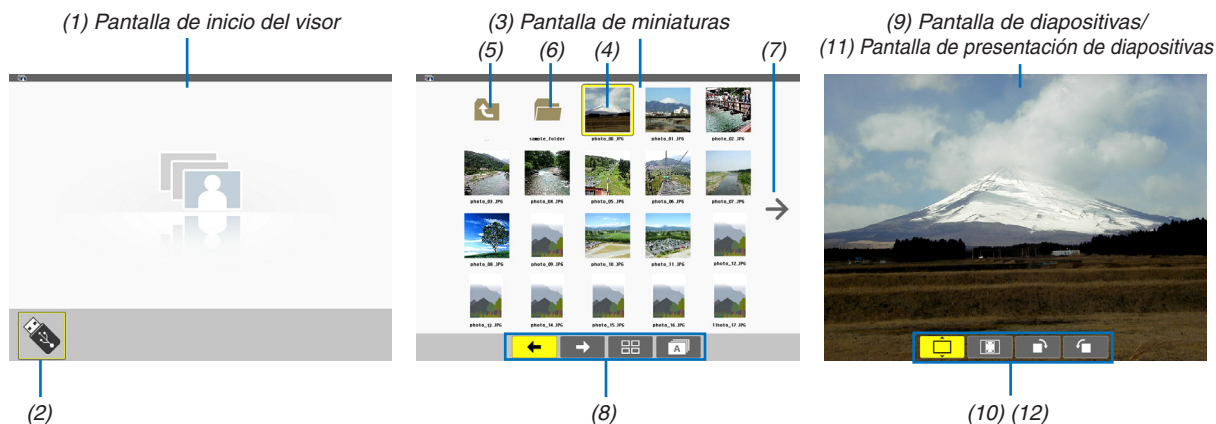 (1) Pantalla de inicio del visor
(3) Pantalla de miniaturas
(9) Pantalla de diapositivas/
(11) Pantalla de presentación de diapositivas
(5)
(6)
(4)
(7)
sample_folder
photo_00.JPG
photo_01.JPG
photo_02.JPG
photo_03.JPG
photo_04.JPG
photo_05.JPG
photo_06.JPG
photo_07.JPG
photo_08.JPG
photo_09.JPG
photo_10.JPG
photo_11.JPG
photo_12.JPG
photo_13.JPG
photo_14.JPG
photo_15.JPG
photo_16.JPG
A
(2)
(8)
(10) (12)